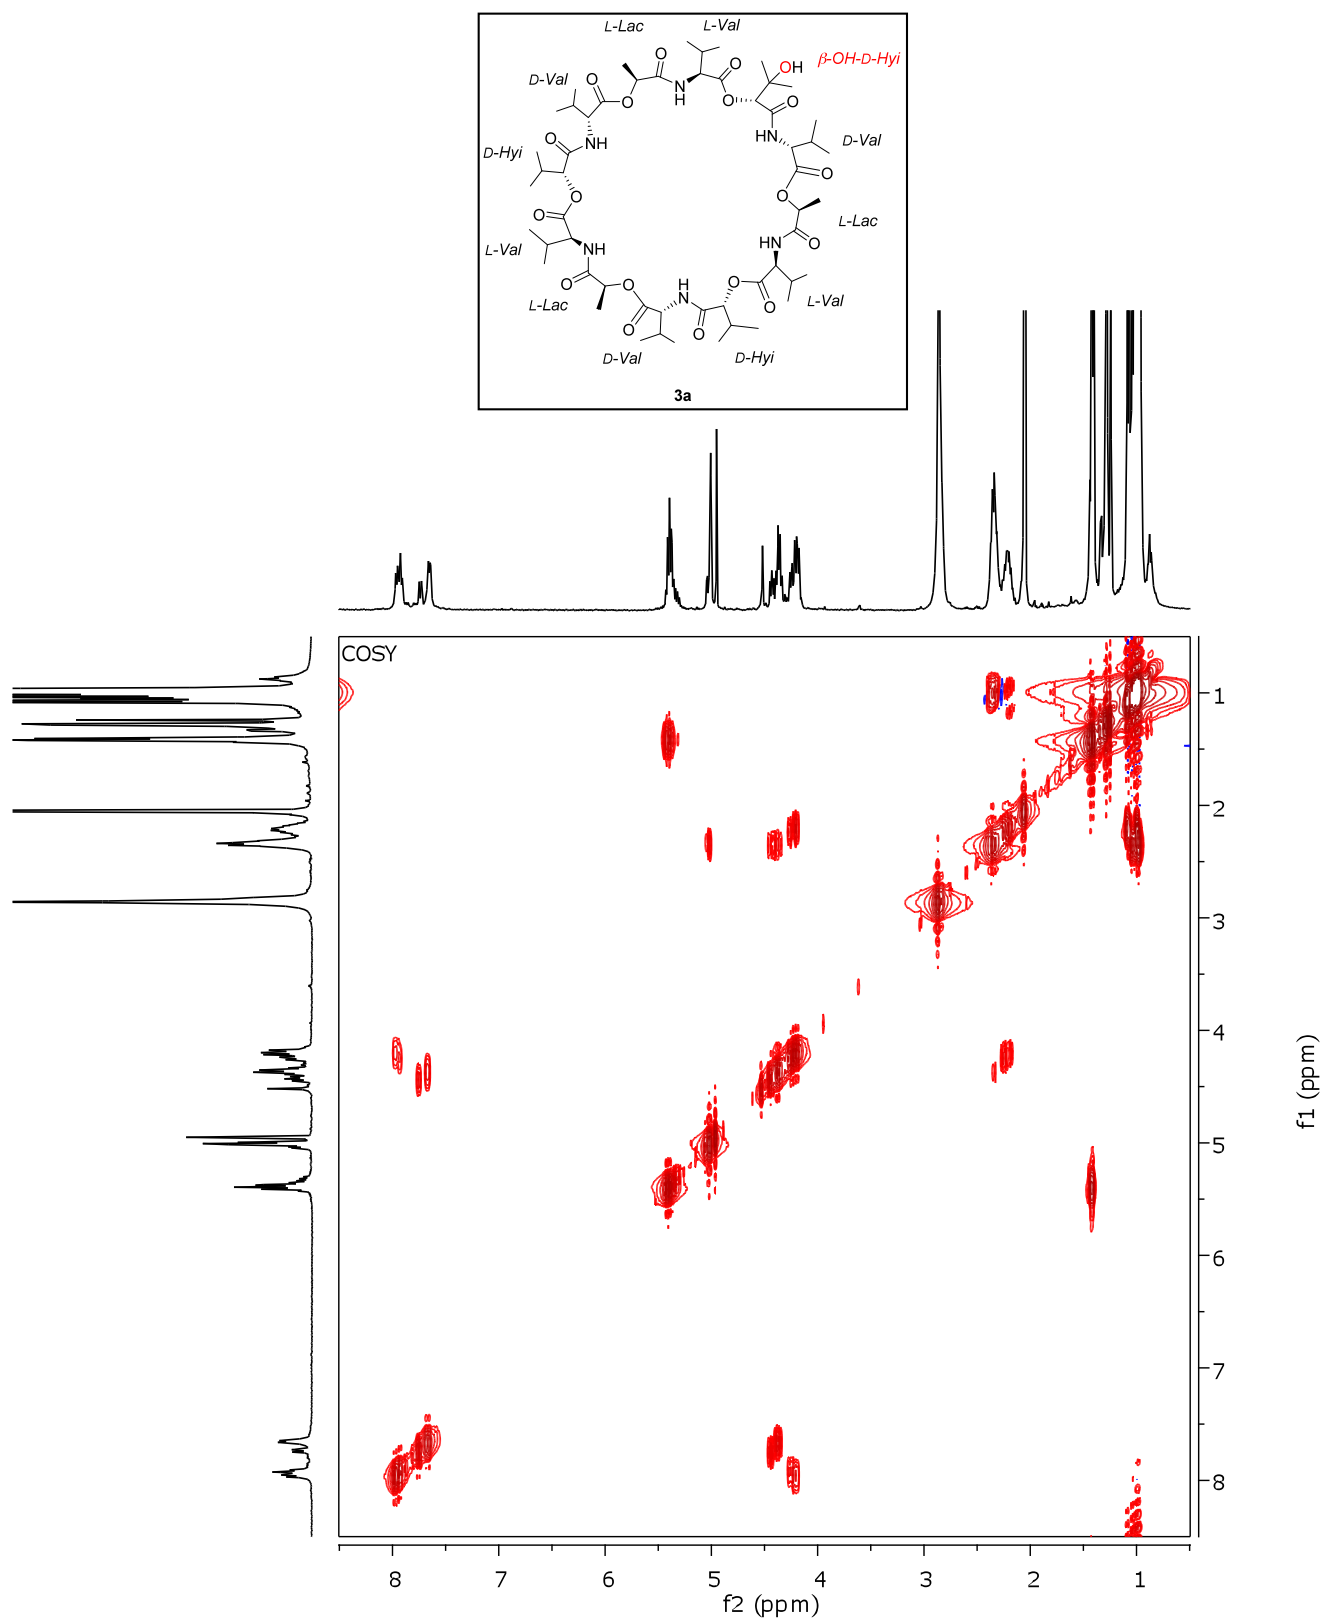 L-Lac L-Val
β-OH-D-Hyi
D-Val
O O O OH
O N H O O O
D-Val
O NH HN
D-Hyi
O O O
L-Lac
O NH HN O
L-Val
L-Val
O O O H N O O
L-Lac
O O
D-Val D-Hyi
3a
COSY
1
2
3
4
5
6
7
8
f1 (ppm)
8 7 6 5 4 3 2 1
f2 (ppm)